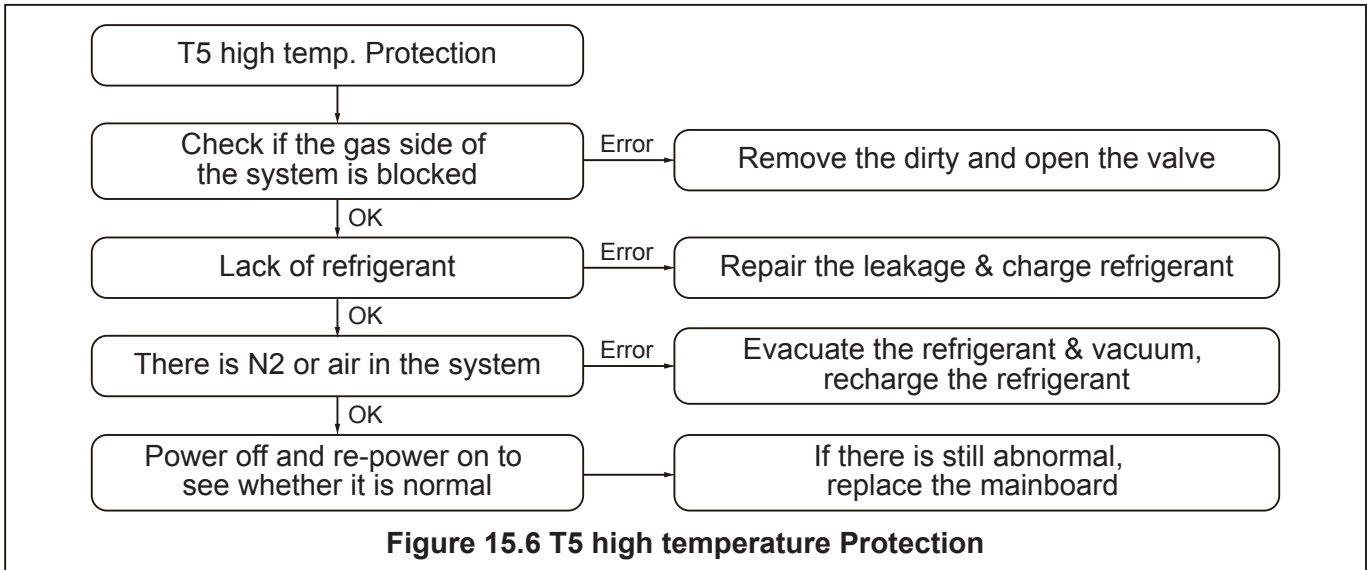 T5 high temp. Protection
Check if the gas side of
the system is blocked
Error
Remove the dirty and open the valve
OK
Lack of refrigerant
Error
Repair the leakage & charge refrigerant
OK
There is N2 or air in the system
Error
Evacuate the refrigerant & vacuum,
recharge the refrigerant
OK
Power off and re-power on to
see whether it is normal
If there is still abnormal,
replace the mainboard
Figure 15.6 T5 high temperature Protection